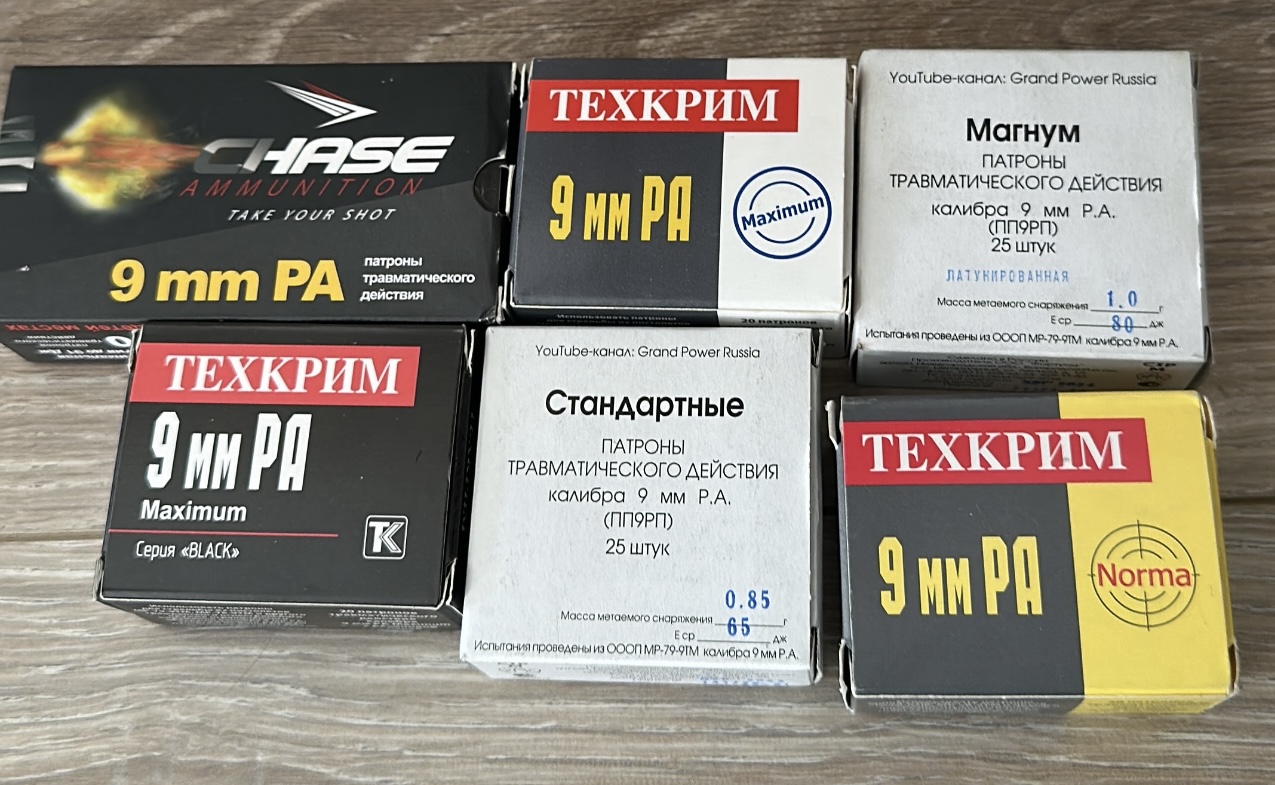 CHASE
AMMUNITION
TAKE YOUR SHOT
9 mm PA
патроны
травматического
действия
ТЕХКРИМ
9 мм РА
Maximum
20 патронов
YouTube-канал: Grand Power Russia
Магнум
ПАТРОНЫ
ТРАВМАТИЧЕСКОГО ДЕЙСТВИЯ
калибра 9 мм Р.А.
(ПП9РП)
25 штук
ЛАТУНИРОВАННАЯ
Масса метаемого снаряжения 1.0 г
Е ср 80 дж
Испытания проведены из ОООП МР-79-9ТМ калибра 9 мм Р.А.
ТЕХКРИМ
9 мм РА
Maximum
Серия «BLACK»
ТК
20 патронов
YouTube-канал: Grand Power Russia
Стандартные
ПАТРОНЫ
ТРАВМАТИЧЕСКОГО ДЕЙСТВИЯ
калибра 9 мм Р.А.
(ПП9РП)
25 штук
Масса метаемого снаряжения 0.85 г
Е ср 65 дж
Испытания проведены из ОООП МР-79-9ТМ калибра 9 мм Р.А.
ТЕХКРИМ
9 мм РА
Norma